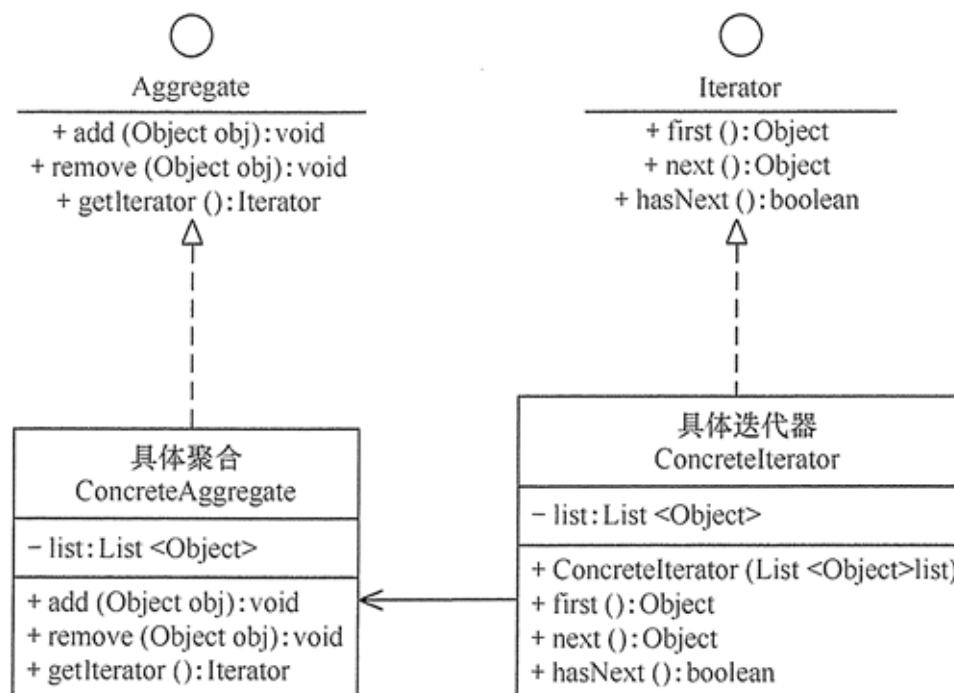 Aggregate
+ add (Object obj):void
+ remove (Object obj):void
+ getIterator ():Iterator
Iterator
+ first ():Object
+ next ():Object
+ hasNext ():boolean
具体聚合
ConcreteAggregate
− list:List <Object>
+ add (Object obj):void
+ remove (Object obj):void
+ getIterator ():Iterator
具体迭代器
ConcreteIterator
− list:List <Object>
+ ConcreteIterator (List <Object>list)
+ first ():Object
+ next ():Object
+ hasNext ():boolean